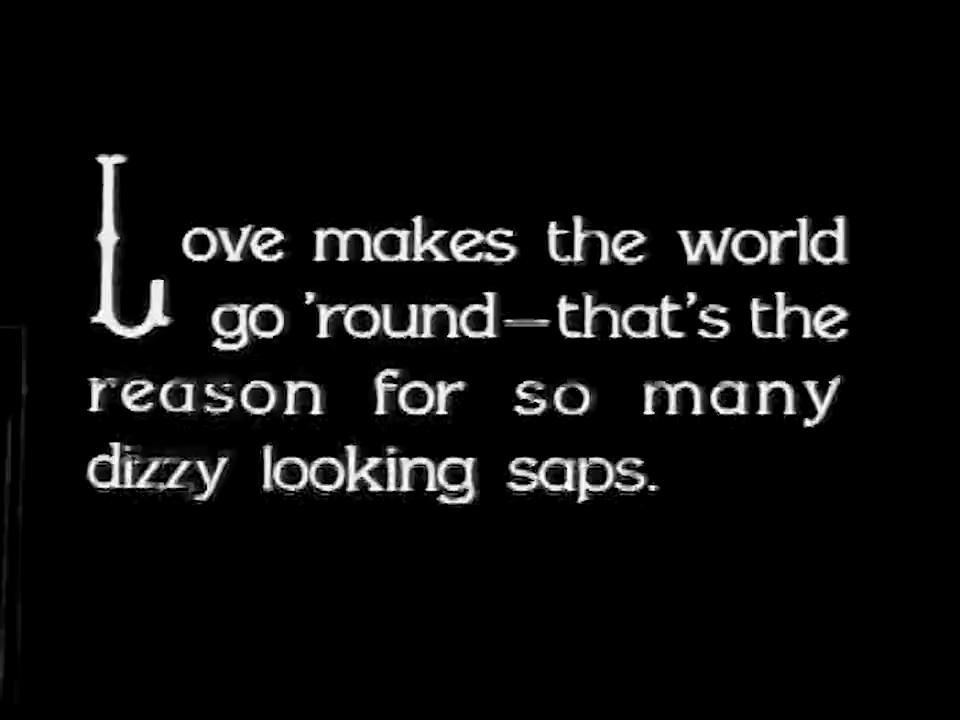 Love makes the world
go 'round—that's the
reason for so many
dizzy looking saps.